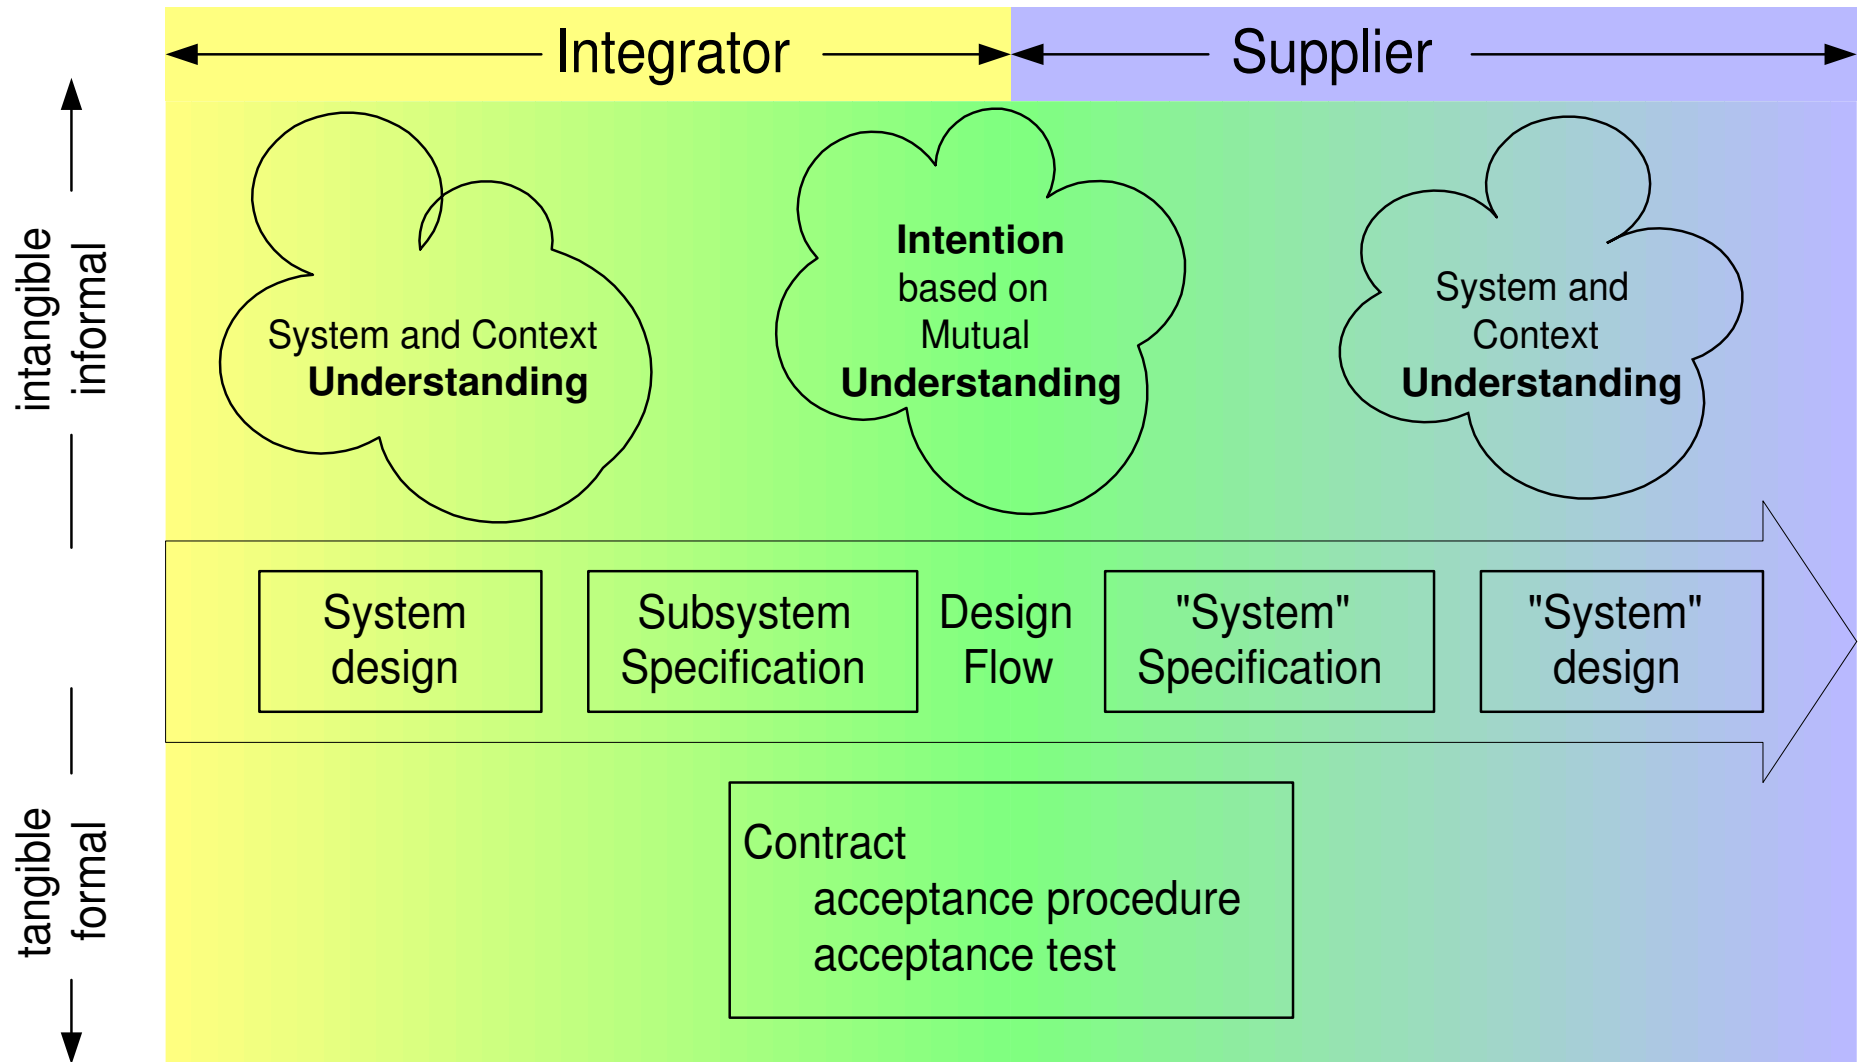 Integrator
Supplier
intangible
informal
System and Context
Understanding
Intention
based on
Mutual
Understanding
System and
Context
Understanding
System
design
Subsystem
Specification
Design
Flow
"System"
Specification
"System"
design
tangible
formal
Contract
acceptance procedure
acceptance test